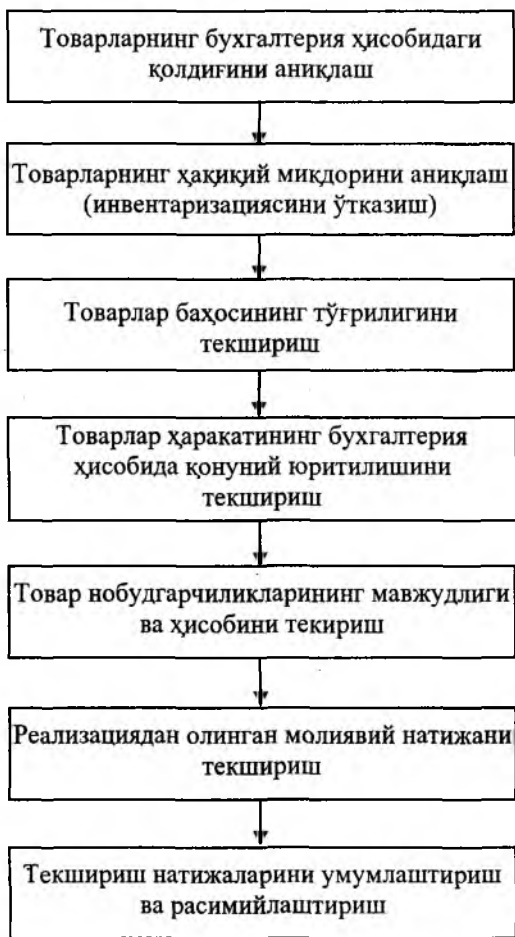 Товарларнинг бухгалтерия ҳисобидаги
қолдиғини аниқлаш
Товарларнинг ҳақиқий миқдорини аниқлаш
(инвентаризациясини ўтказиш)
Товарлар баҳосининг тўғрилигини
текшириш
Товарлар ҳаракатининг бухгалтерия
ҳисобида қонуний юритилишини
текшириш
Товар нобудгарчиликларининг мавжудлиги
ва ҳисобини текириш
Реализациядан олинган молиявий натижани
текшириш
Текшириш натижаларини умумлаштириш
ва расимийлаштириш